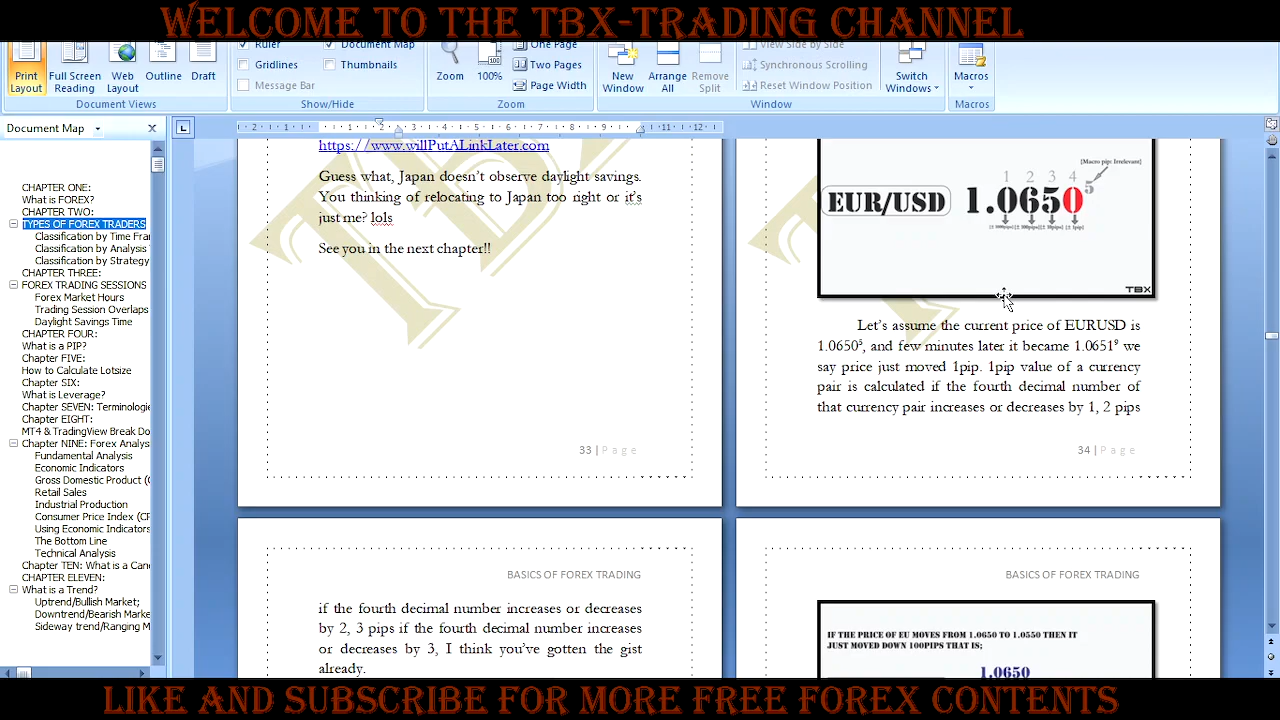 WELCOME TO THE TBX-TRADING CHANNEL
Ruler
Document Map
One Page
View Side by Side
Gridlines
Thumbnails
Two Pages
Synchronous Scrolling
Message Bar
Page Width
Reset Window Position
Print Layout
Full Screen Reading
Web Layout
Outline
Draft
Zoom
100%
New Window
Arrange All
Remove Split
Switch Windows
Macros
Document Views
Show/Hide
Zoom
Window
Macros
Document Map
CHAPTER ONE:
What is FOREX?
CHAPTER TWO:
TYPES OF FOREX TRADERS
Classification by Time Fra
Classification by Analysis
Classification by Strategy
CHAPTER THREE:
FOREX TRADING SESSIONS
Forex Market Hours
Trading Session Overlaps
Daylight Savings Time
CHAPTER FOUR:
What is a PIP?
Chapter FIVE:
How to Calculate Lotsize
Chapter SIX:
What is Leverage?
Chapter SEVEN: Terminologie
Chapter EIGHT:
MT4 & TradingView Break Do
Chapter NINE: Forex Analys
Fundamental Analysis
Economic Indicators
Gross Domestic Product (G
Retail Sales
Industrial Production
Consumer Price Index (CP
Using Economic Indicators
The Bottom Line
Technical Analysis
Chapter TEN: What is a Can
CHAPTER ELEVEN:
What is a Trend?
Uptrend/Bullish Market;
Downtrend/Bearish Marke
Sideway trend/Ranging M
https://www.willPutALinkLater.com
Guess what, Japan doesn't observe daylight savings.
You thinking of relocating to Japan too right or it's
just me? lols
See you in the next chapter!!
33 | Page
[Macro pip: Irrelevant]
1 2 3 4
EUR/USD 1.0650 5
TBX
Let's assume the current price of EURUSD is
1.0650⁵, and few minutes later it became 1.0651⁹ we
say price just moved 1pip. 1pip value of a currency
pair is calculated if the fourth decimal number of
that currency pair increases or decreases by 1, 2 pips
34 | Page
BASICS OF FOREX TRADING
if the fourth decimal number increases or decreases
by 2, 3 pips if the fourth decimal number increases
or decreases by 3, I think you've gotten the gist
already.
BASICS OF FOREX TRADING
IF THE PRICE OF EU MOVES FROM 1.0650 TO 1.0550 THEN IT
JUST MOVED DOWN 100PIPS THAT IS;
1.0650
LIKE AND SUBSCRIBE FOR MORE FREE FOREX CONTENTS